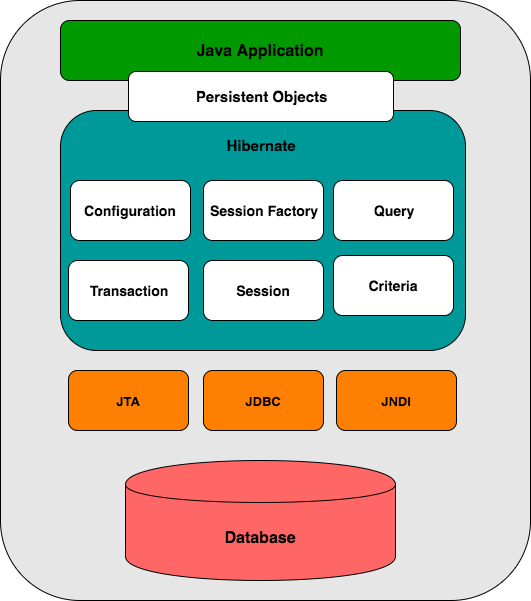 Java Application
Persistent Objects
Hibernate
Configuration
Session Factory
Query
Transaction
Session
Criteria
JTA
JDBC
JNDI
Database